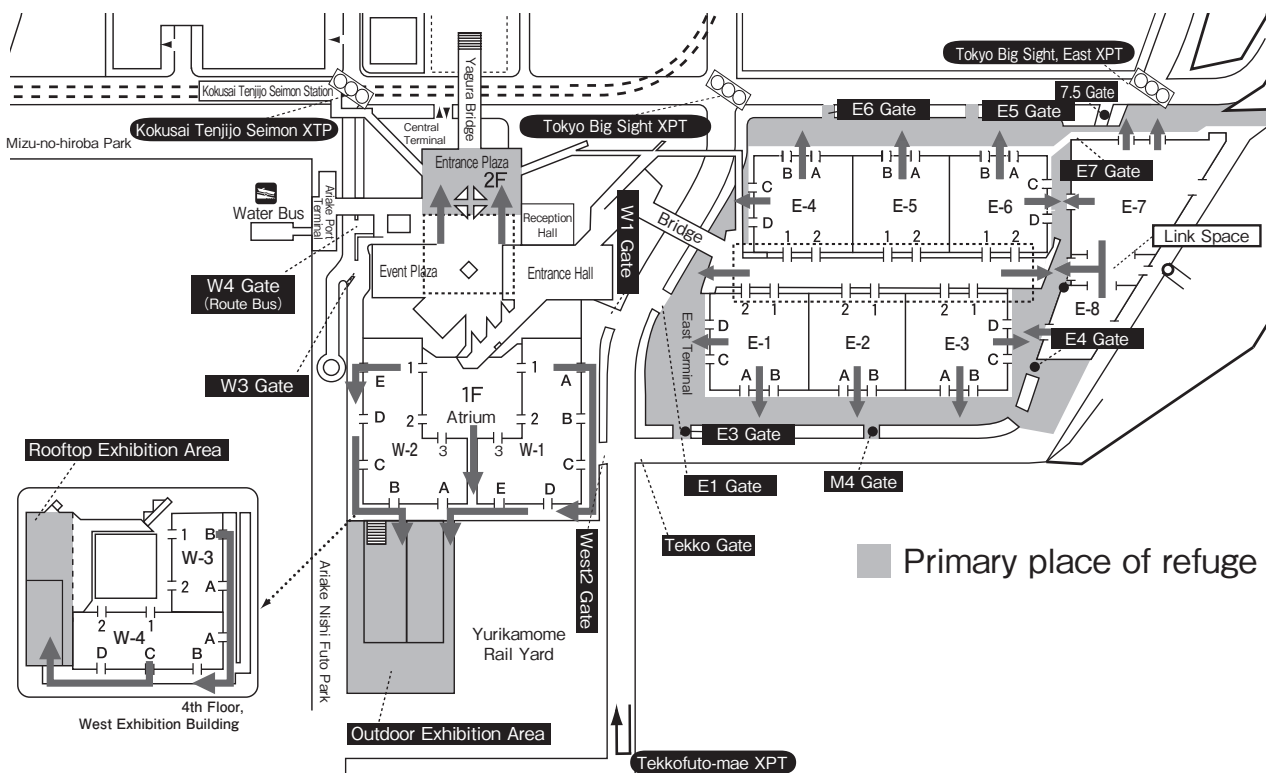 Kokusai Tenjijo Seimon Station
Kokusai Tenjijo Seimon XTP
Mizu-no-hiroba Park
Central
Terminal
Yagura Bridge
Tokyo Big Sight XPT
Tokyo Big Sight, East XPT
7.5 Gate
E6 Gate
E5 Gate
E7 Gate
Entrance Plaza
2F
Water Bus
Ariake Port
Terminal
Reception
Hall
Event Plaza
Entrance Hall
W4 Gate
(Route Bus)
W3 Gate
W1 Gate
Bridge
B A B A B A
C
D
E-4
E-5
E-6
C
D
E-7
Link Space
1 2 1 2 1 2
2 1 2 1 2 1
E-8
D
C
E-1
E-2
E-3
D
C
A B A B A B
East Terminal
E4 Gate
E3 Gate
E1 Gate
M4 Gate
Tekko Gate
West2 Gate
1 1
E
A
1F
Atrium
D
2
2
B
W-2
3 3
W-1
C
C
B A E D
Rooftop Exhibition Area
1 B
W-3
2 A
2 1
W-4
A
D C B
4th Floor,
West Exhibition Building
Ariake Nishi Futo Park
Yurikamome
Rail Yard
Outdoor Exhibition Area
Tekkofuto-mae XPT
Primary place of refuge